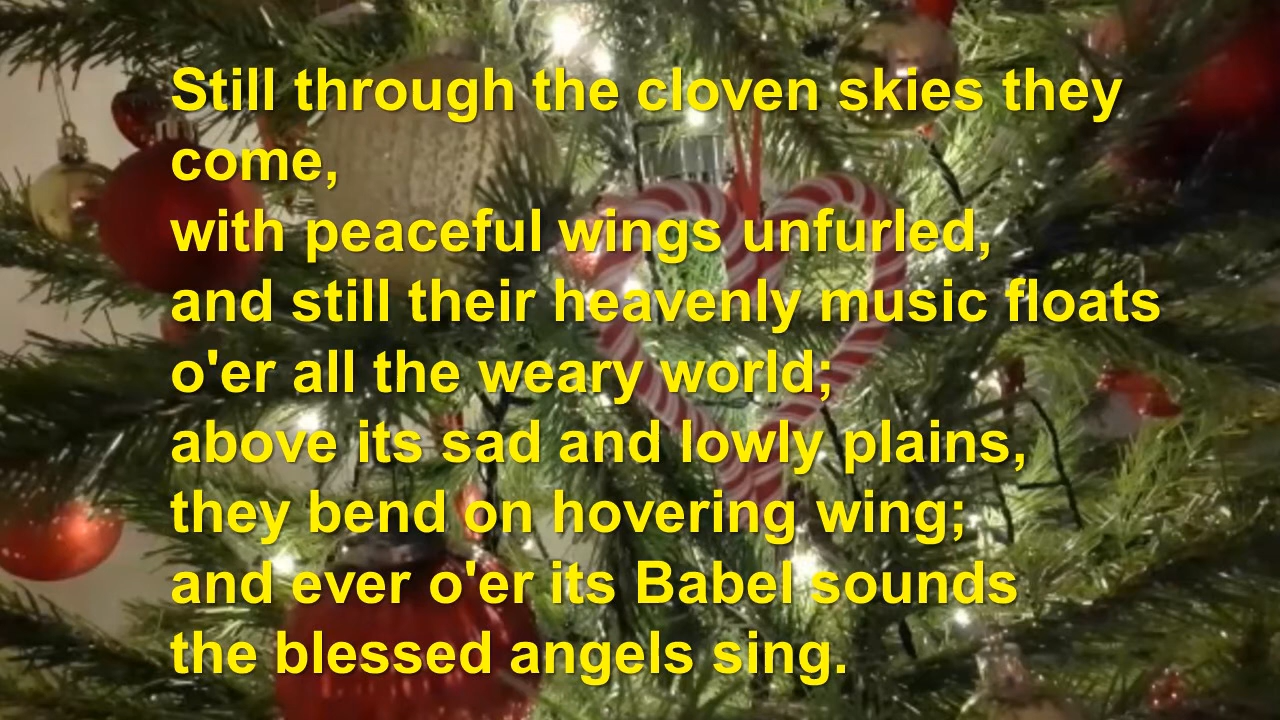 Still through the cloven skies they
come,
with peaceful wings unfurled,
and still their heavenly music floats
o'er all the weary world;
above its sad and lowly plains,
they bend on hovering wing;
and ever o'er its Babel sounds
the blessed angels sing.